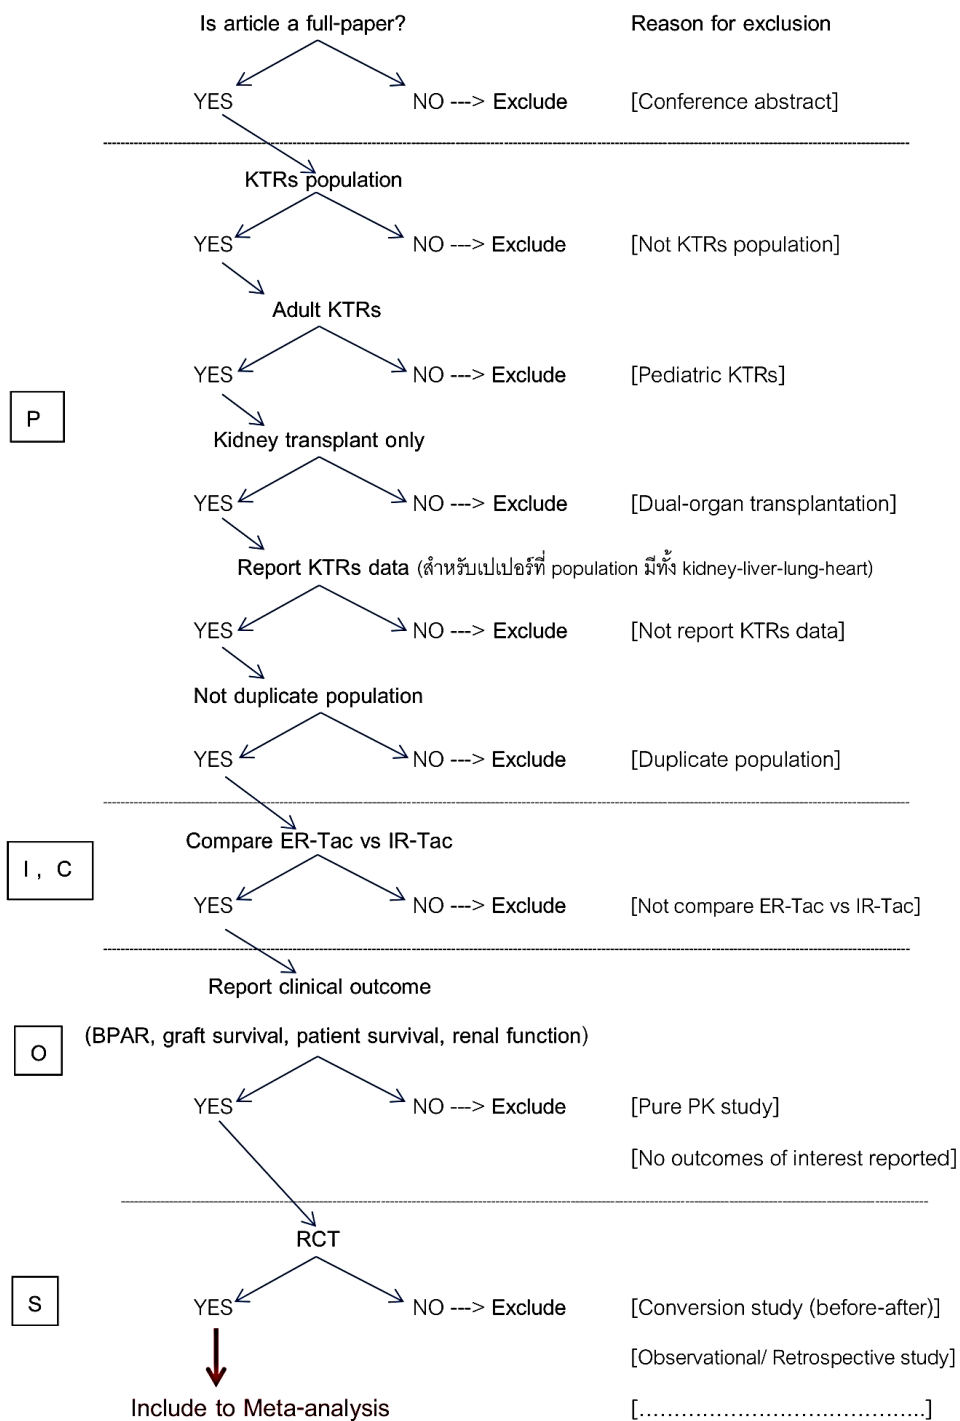 Is article a full-paper? Reason for exclusion
YES NO ---> Exclude [Conference abstract]
KTRs population
YES NO ---> Exclude [Not KTRs population]
Adult KTRs
YES NO ---> Exclude [Pediatric KTRs]
P
Kidney transplant only
YES NO ---> Exclude [Dual-organ transplantation]
Report KTRs data (สำหรับเปเปอร์ที่ population มีทั้ง kidney-liver-lung-heart)
YES NO ---> Exclude [Not report KTRs data]
Not duplicate population
YES NO ---> Exclude [Duplicate population]
Compare ER-Tac vs IR-Tac
I , C
YES NO ---> Exclude [Not compare ER-Tac vs IR-Tac]
Report clinical outcome
(BPAR, graft survival, patient survival, renal function)
O
YES NO ---> Exclude [Pure PK study]
[No outcomes of interest reported]
RCT
S
YES NO ---> Exclude [Conversion study (before-after)]
[Observational/ Retrospective study]
Include to Meta-analysis [……………………………………..]